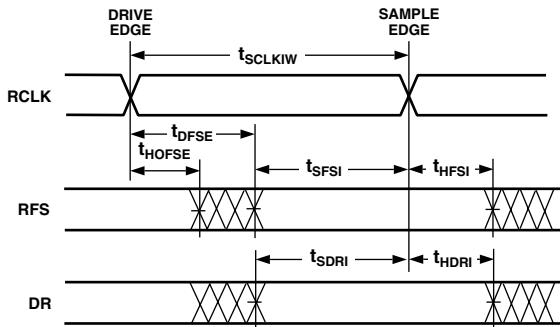 DRIVE EDGE
SAMPLE EDGE
tSCLKIW
RCLK
tDFSE
tHOFSE
tSFSI
tHFSI
RFS
tSDRI
tHDRI
DR